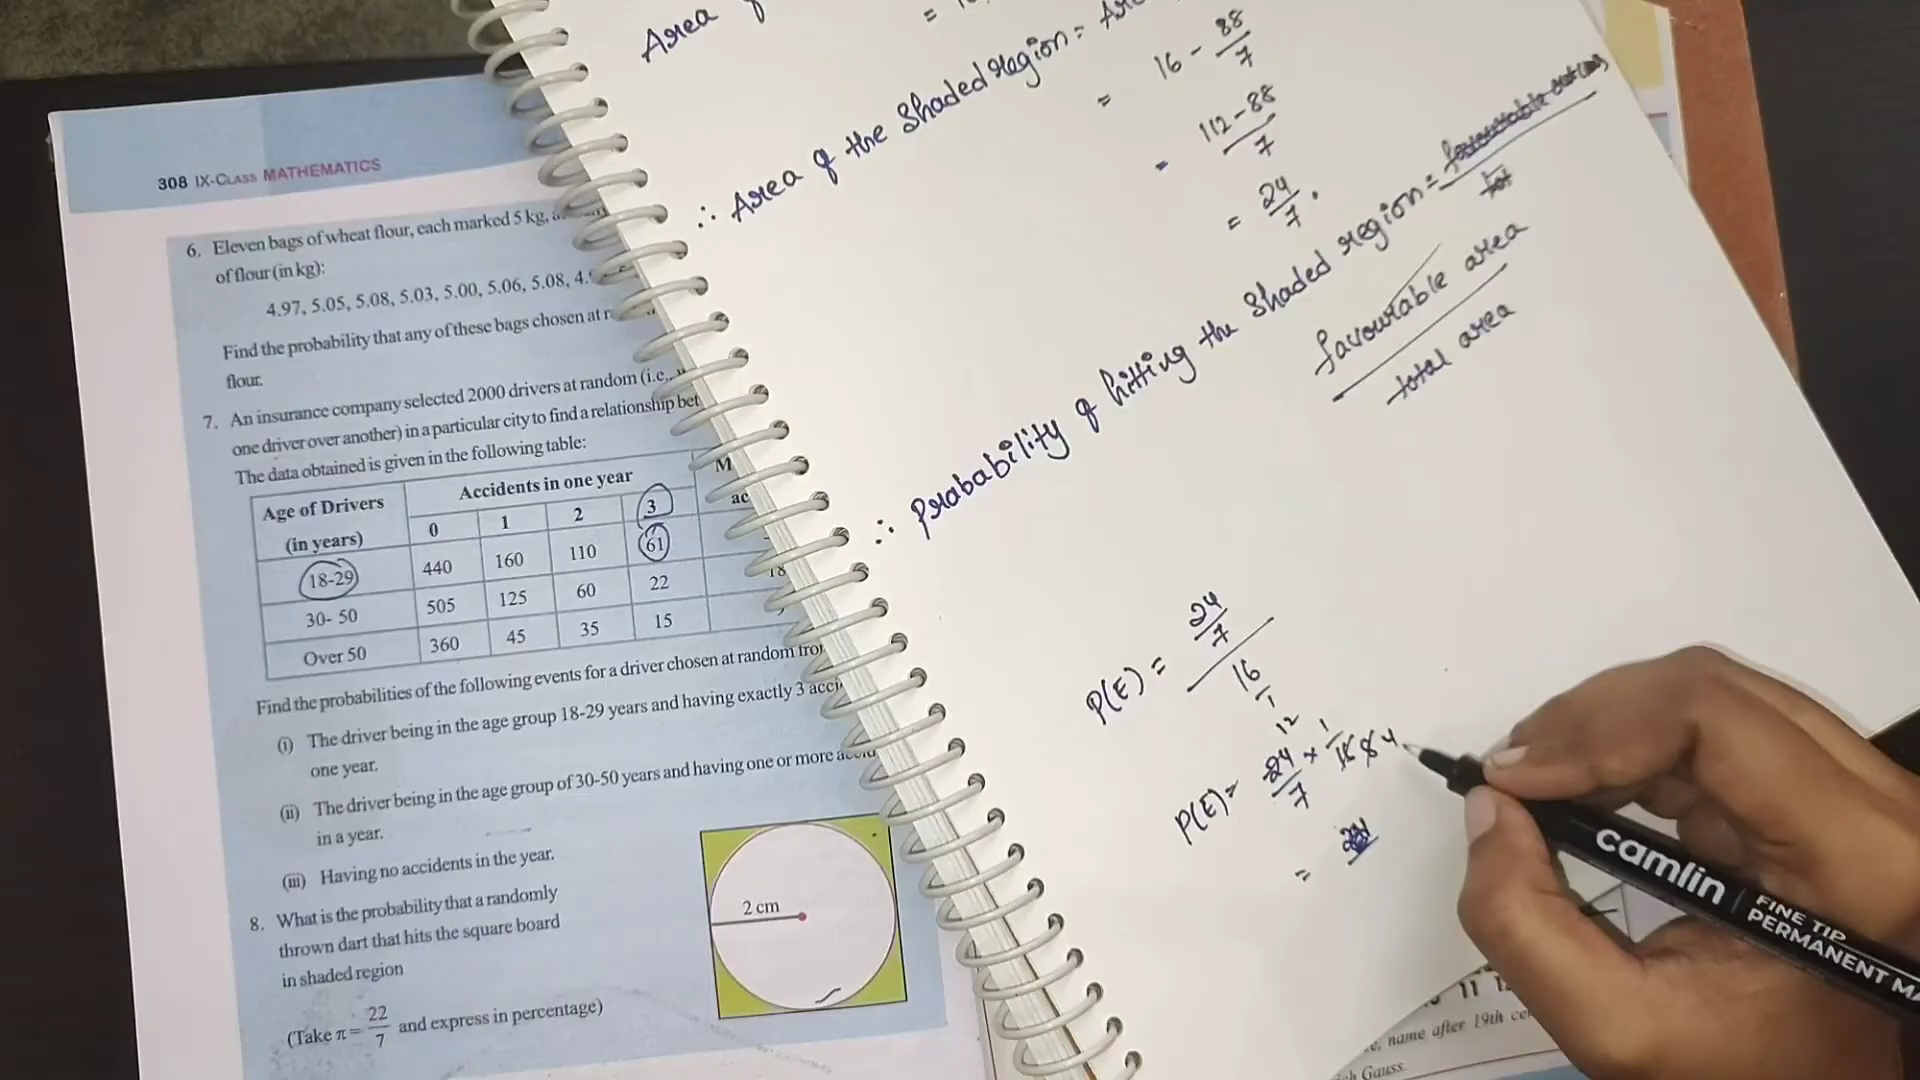 308 IX-CLASS MATHEMATICS
6. Eleven bags of wheat flour, each marked 5 kg,
of flour (in kg):
4.97, 5.05, 5.08, 5.03, 5.00, 5.06, 5.08,
Find the probability that any of these bags chosen at
flour.
7. An insurance company selected 2000 drivers at random (i.e.,
one driver over another) in a particular city to find a relationship bet
The data obtained is given in the following table:
Age of Drivers (in years) Accidents in one year M
0 1 2 3 ac
18-29 440 160 110 61
30- 50 505 125 60 22 18
Over 50 360 45 35 15
Find the probabilities of the following events for a driver chosen at random
(i) The driver being in the age group 18-29 years and having exactly 3
one year.
(ii) The driver being in the age group of 30-50 years and having one or more
in a year.
(iii) Having no accidents in the year.
8. What is the probability that a randomly
thrown dart that hits the square board
in shaded region
(Take π = 22/7 and express in percentage)
2 cm
Area of
=
∴ Area of the Shaded region =
= 16 - 88/7
= 112-88/7
= 24/7 .
∴ Probability of hitting the Shaded region =
tot
favourable area
total area
P(E) = 24/7
16/1
12
P(E) = 24/7 × 1/16 8 4
=
camlin
FINE TIP
PERMANENT
11
name after 19th
Gauss.